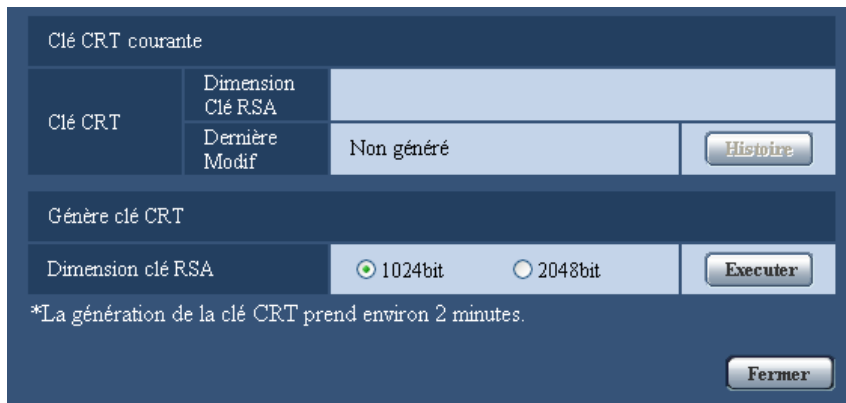 Clé CRT courante
Clé CRT
Dimension
Clé RSA
Dernière
Modif
Non généré
Histoire
Génère clé CRT
Dimension clé RSA
1024bit
2048bit
Executer
*La génération de la clé CRT prend environ 2 minutes.
Fermer